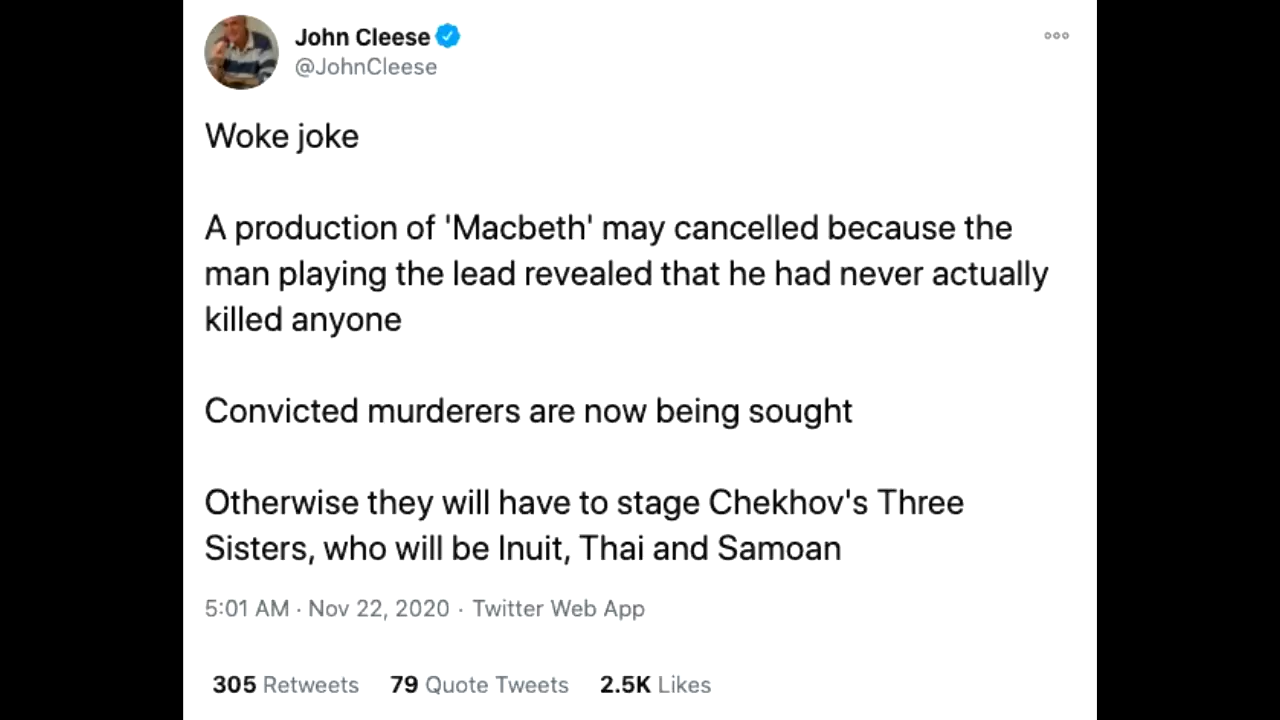 John Cleese
@JohnCleese
Woke joke
A production of 'Macbeth' may cancelled because the
man playing the lead revealed that he had never actually
killed anyone
Convicted murderers are now being sought
Otherwise they will have to stage Chekhov's Three
Sisters, who will be Inuit, Thai and Samoan
5:01 AM · Nov 22, 2020 · Twitter Web App
305 Retweets 79 Quote Tweets 2.5K Likes